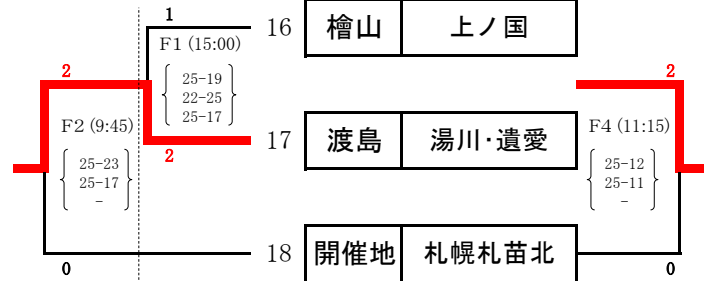 1
16 檜山 上ノ国
F1 (15:00)
2
25-19
22-25
25-17
2
F2 (9:45)
2
17 渡島 湯川･遺愛
F4 (11:15)
25-23
25-17
-
25-12
25-11
-
18 開催地 札幌札苗北
0
0